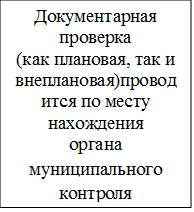 Документарная
проверка
(как плановая, так и
внеплановая)провод
ится по месту
нахождения
органа
муниципального
контроля